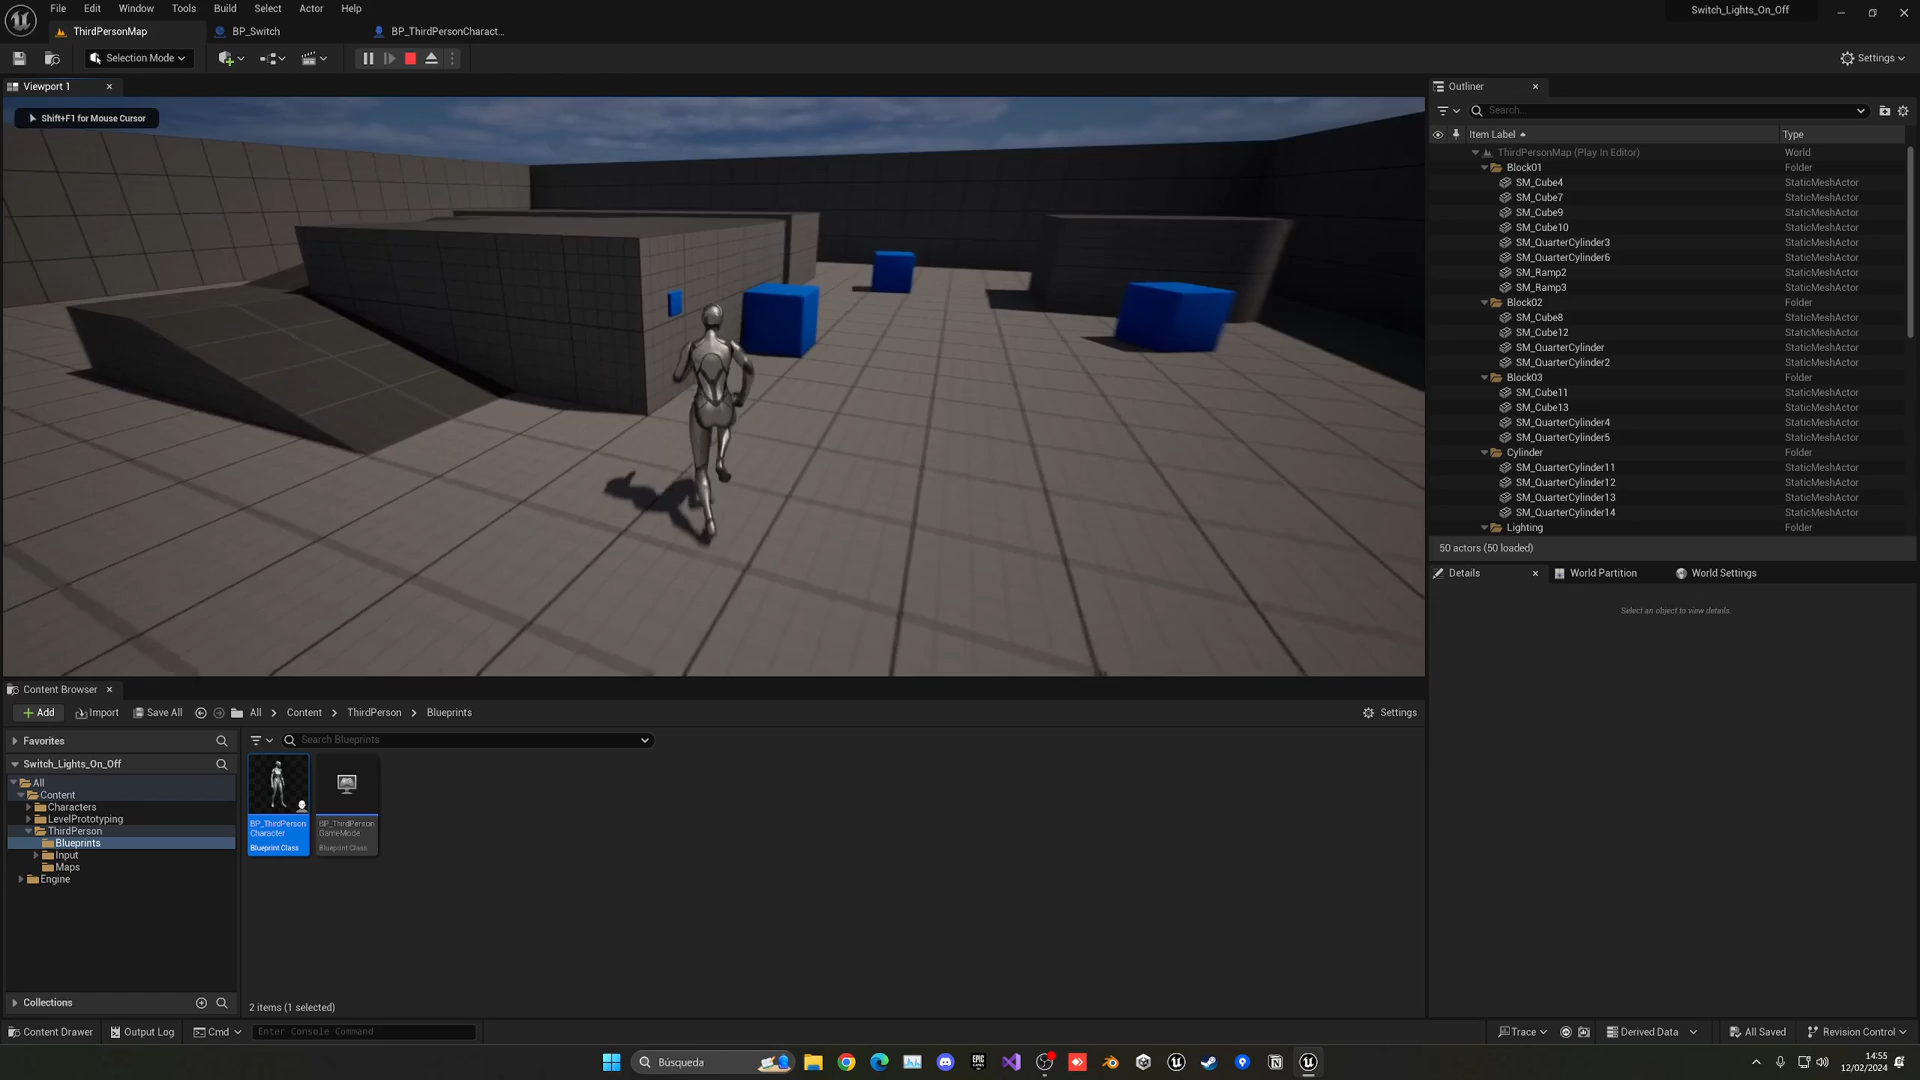 File Edit Window Tools Build Select Actor Help
Switch_Lights_On_Off
ThirdPersonMap
BP_Switch
BP_ThirdPersonCharact...
Selection Mode
Settings
Viewport 1
Shift+F1 for Mouse Cursor
Outliner
Search...
Item Label Type
ThirdPersonMap (Play In Editor) World
Block01 Folder
SM_Cube4 StaticMeshActor
SM_Cube7 StaticMeshActor
SM_Cube9 StaticMeshActor
SM_Cube10 StaticMeshActor
SM_QuarterCylinder3 StaticMeshActor
SM_QuarterCylinder6 StaticMeshActor
SM_Ramp2 StaticMeshActor
SM_Ramp3 StaticMeshActor
Block02 Folder
SM_Cube8 StaticMeshActor
SM_Cube12 StaticMeshActor
SM_QuarterCylinder StaticMeshActor
SM_QuarterCylinder2 StaticMeshActor
Block03 Folder
SM_Cube11 StaticMeshActor
SM_Cube13 StaticMeshActor
SM_QuarterCylinder4 StaticMeshActor
SM_QuarterCylinder5 StaticMeshActor
Cylinder Folder
SM_QuarterCylinder11 StaticMeshActor
SM_QuarterCylinder12 StaticMeshActor
SM_QuarterCylinder13 StaticMeshActor
SM_QuarterCylinder14 StaticMeshActor
Lighting Folder
50 actors (50 loaded)
Details World Partition World Settings
Select an object to view details.
Content Browser
Add Import Save All All Content ThirdPerson Blueprints Settings
Favorites
Search Blueprints
Switch_Lights_On_Off
All
Content
Characters
LevelPrototyping
ThirdPerson
Blueprints
Input
Maps
Engine
BP_ThirdPerson
Character
Blueprint Class
BP_ThirdPerson
GameMode
Blueprint Class
Collections
2 items (1 selected)
Content Drawer Output Log Cmd Enter Console Command Trace Derived Data All Saved Revision Control
Búsqueda
EPIC
GAMES
14:55
12/02/2024